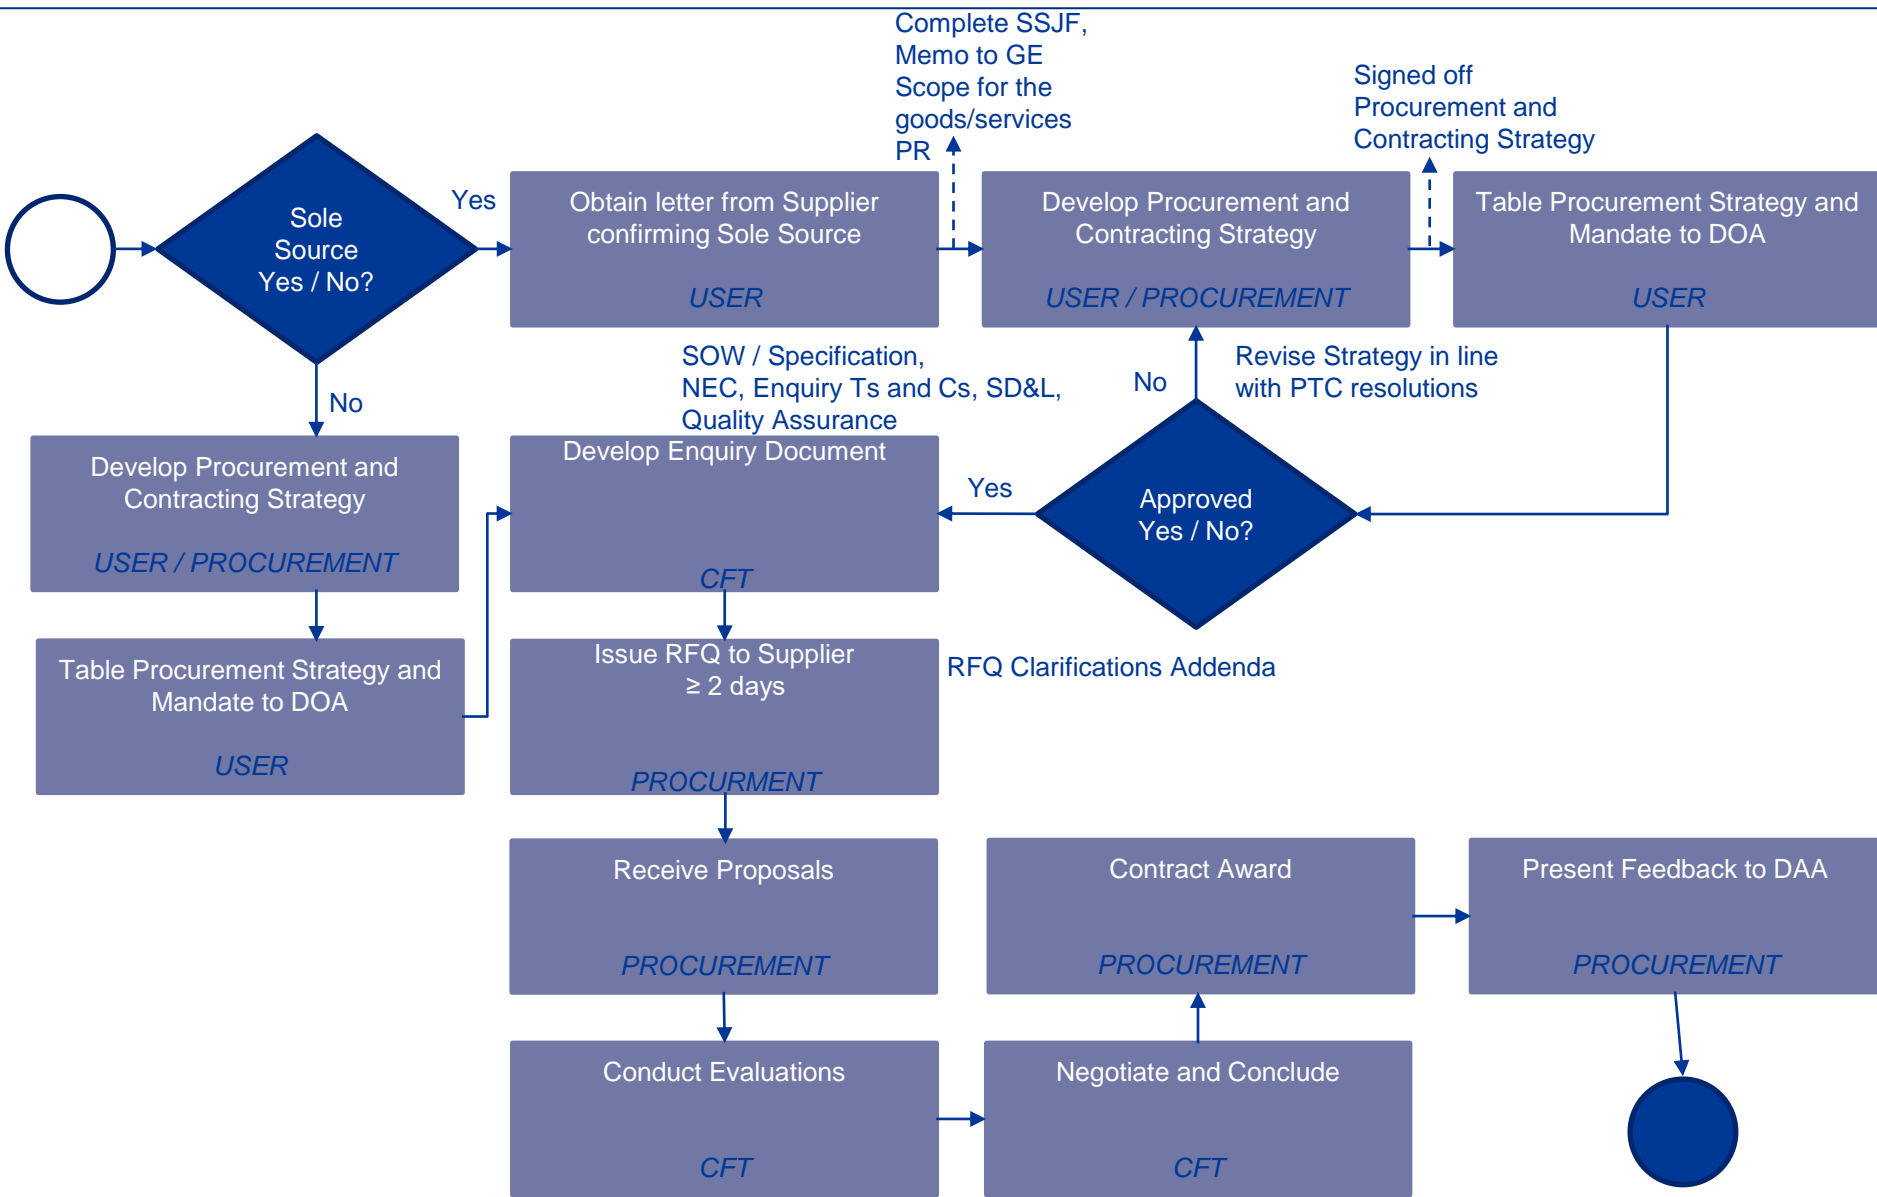 Complete SSJF,
Memo to GE
Scope for the
goods/services
PR
Signed off
Procurement and
Contracting Strategy
Sole
Source
Yes / No?
Yes
Obtain letter from Supplier
confirming Sole Source
USER
Develop Procurement and
Contracting Strategy
USER / PROCUREMENT
Table Procurement Strategy and
Mandate to DOA
USER
No
SOW / Specification,
NEC, Enquiry Ts and Cs, SD&L,
Quality Assurance
No
Revise Strategy in line
with PTC resolutions
Develop Procurement and
Contracting Strategy
USER / PROCUREMENT
Develop Enquiry Document
CFT
Yes
Approved
Yes / No?
Table Procurement Strategy and
Mandate to DOA
USER
Issue RFQ to Supplier
≥ 2 days
PROCURMENT
RFQ Clarifications Addenda
Receive Proposals
PROCUREMENT
Contract Award
PROCUREMENT
Present Feedback to DAA
PROCUREMENT
Conduct Evaluations
CFT
Negotiate and Conclude
CFT